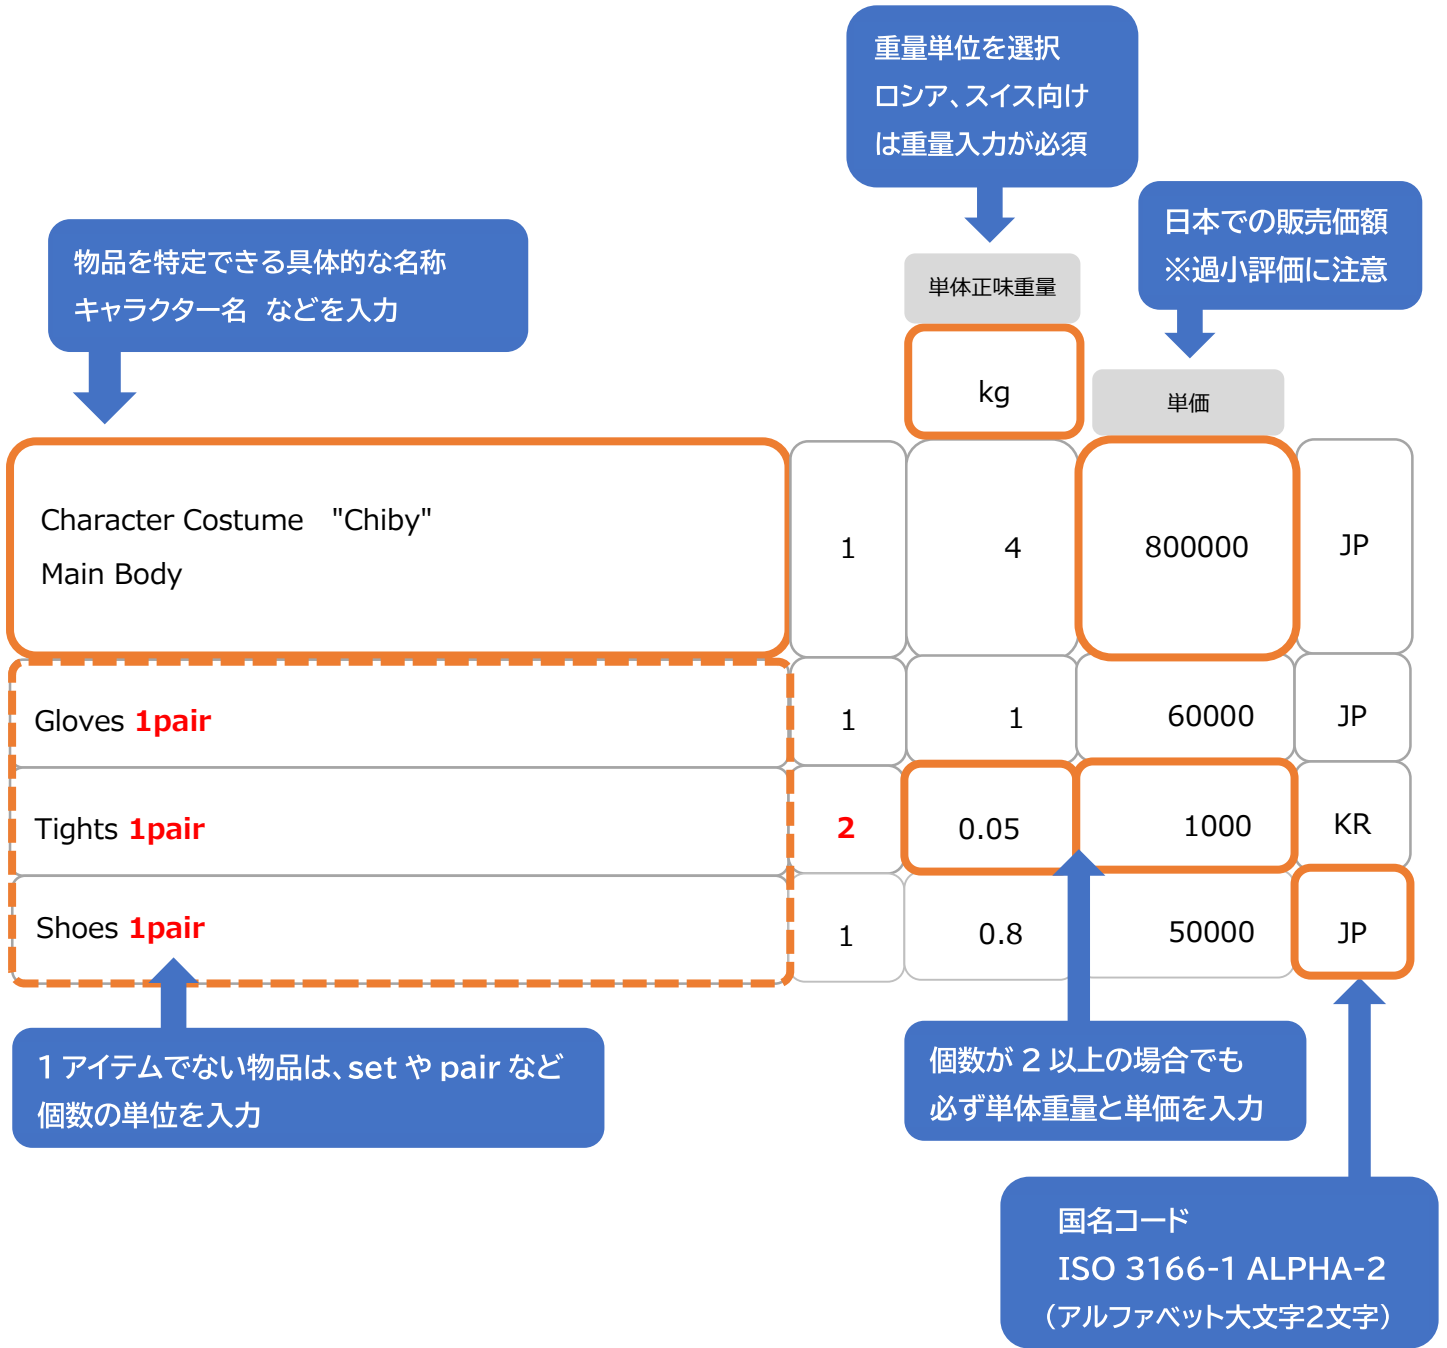 重量単位を選択
ロシア、スイス向け
は重量入力が必須
日本での販売価額
※過小評価に注意
物品を特定できる具体的な名称
キャラクター名　などを入力
単体正味重量
kg
単価
Character Costume　"Chiby"
Main Body
1
4
800000
JP
Gloves 1pair
1
1
60000
JP
Tights 1pair
2
0.05
1000
KR
Shoes 1pair
1
0.8
50000
JP
1 アイテムでない物品は、set や pair など
個数の単位を入力
個数が 2 以上の場合でも
必ず単体重量と単価を入力
国名コード
ISO 3166-1 ALPHA-2
（アルファベット大文字2文字）